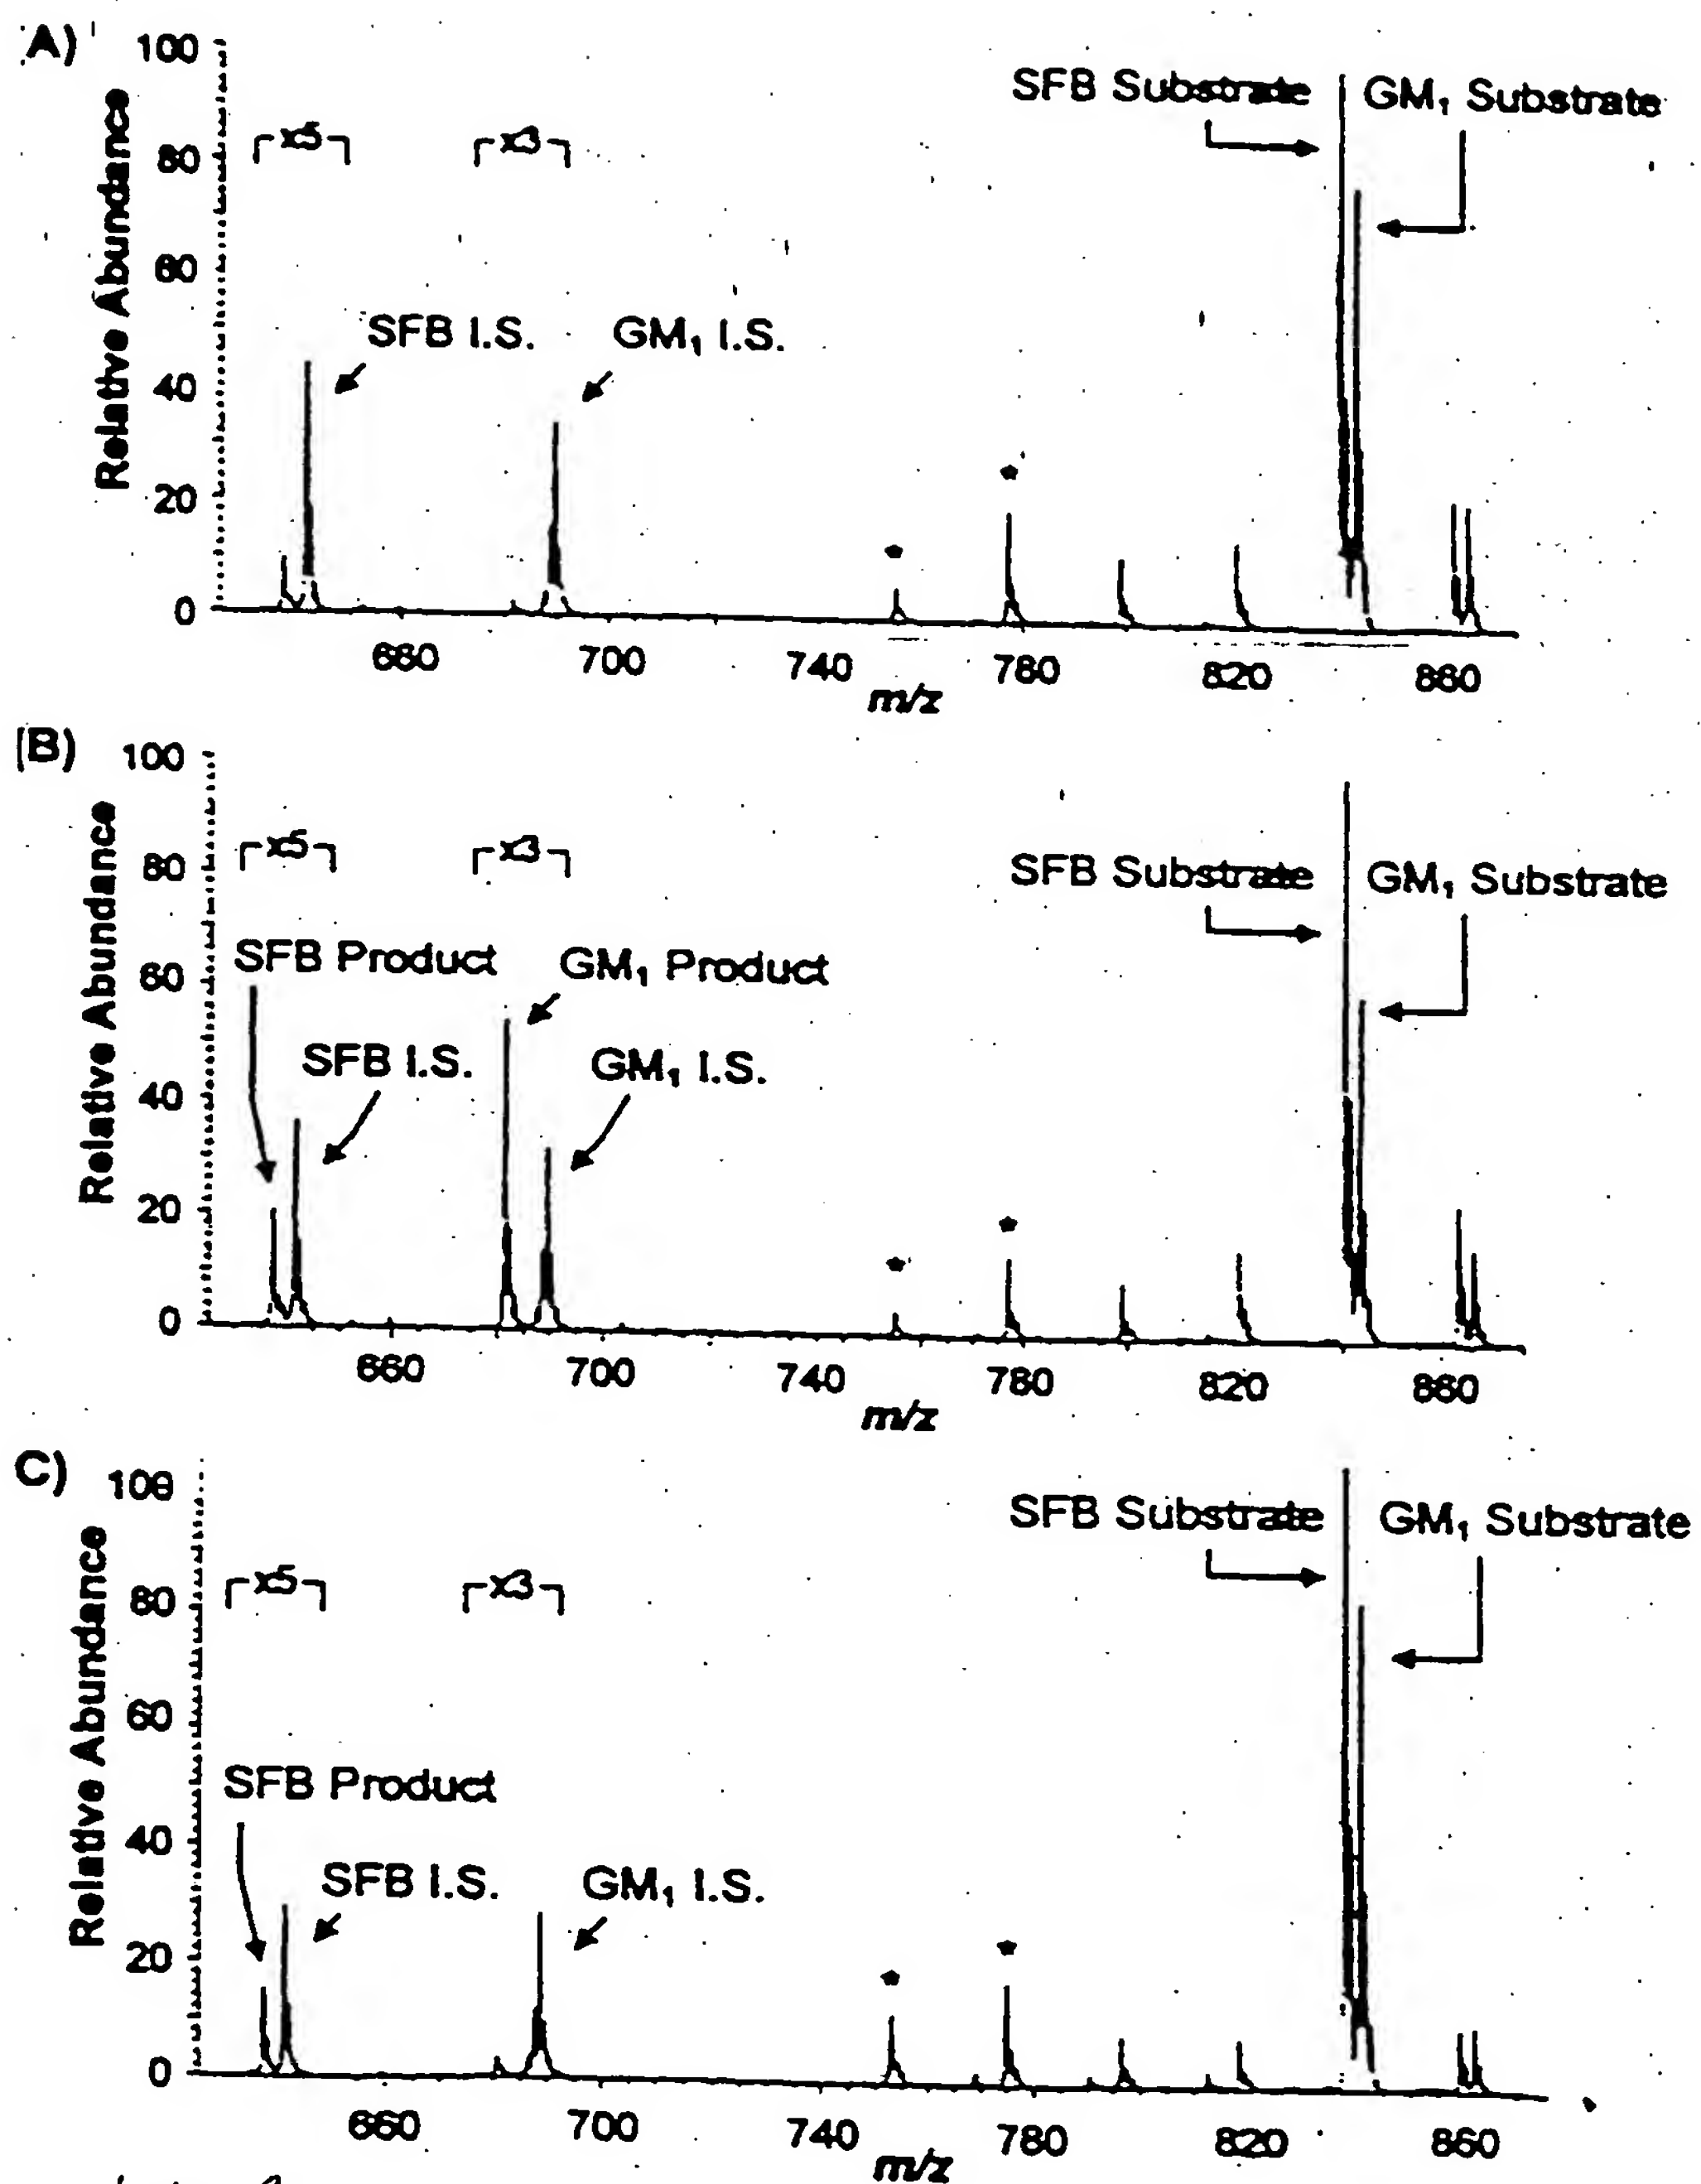 A)
100
80
60
40
20
0
Relative Abundance
x5
x3
SFB Substrate
GM₁ Substrate
SFB I.S.
GM₁ I.S.
*
*
660
700
740
780
820
860
m/z
(B)
100
80
60
40
20
0
Relative Abundance
x5
x3
SFB Substrate
GM₁ Substrate
SFB Product
GM₁ Product
SFB I.S.
GM₁ I.S.
*
*
660
700
740
780
820
860
m/z
C)
100
80
60
40
20
0
Relative Abundance
x5
x3
SFB Substrate
GM₁ Substrate
SFB Product
SFB I.S.
GM₁ I.S.
*
*
660
700
740
780
820
860
m/z